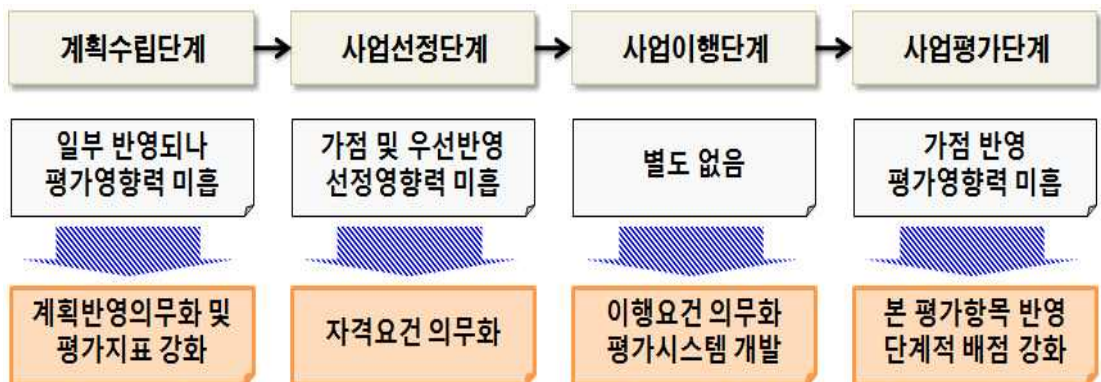 계획수립단계
사업선정단계
사업이행단계
사업평가단계
일부 반영되나
평가영향력 미흡
가점 및 우선반영
선정영향력 미흡
별도 없음
가점 반영
평가영향력 미흡
계획반영의무화 및
평가지표 강화
자격요건 의무화
이행요건 의무화
평가시스템 개발
본 평가항목 반영
단계적 배점 강화